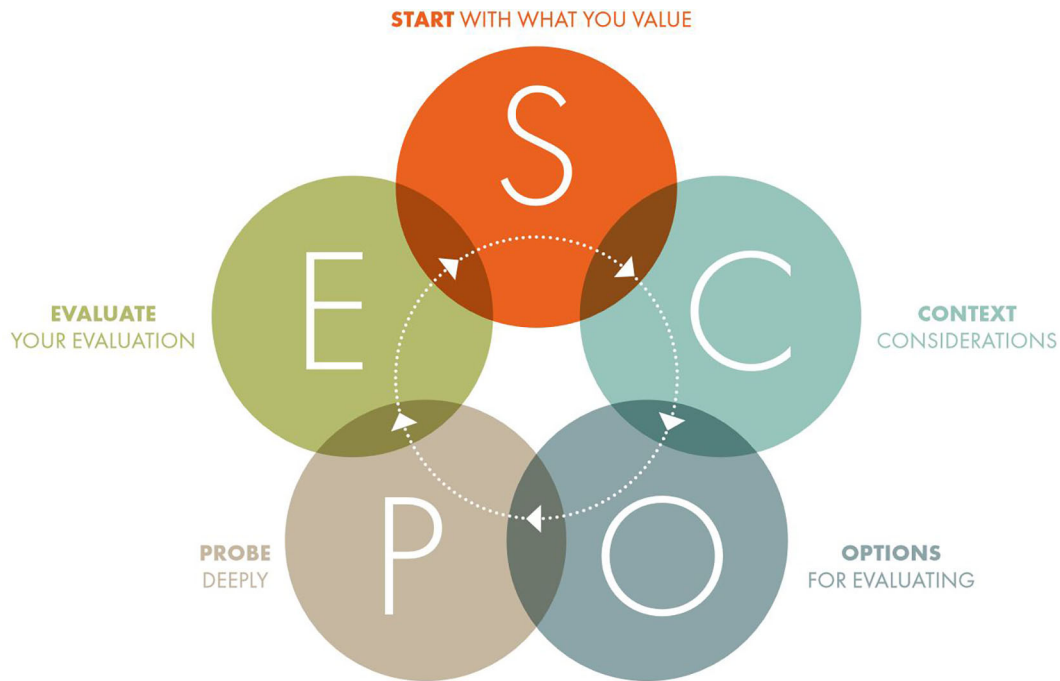 START WITH WHAT YOU VALUE
S
C
CONTEXT
CONSIDERATIONS
O
OPTIONS
FOR EVALUATING
P
PROBE
DEEPLY
E
EVALUATE
YOUR EVALUATION